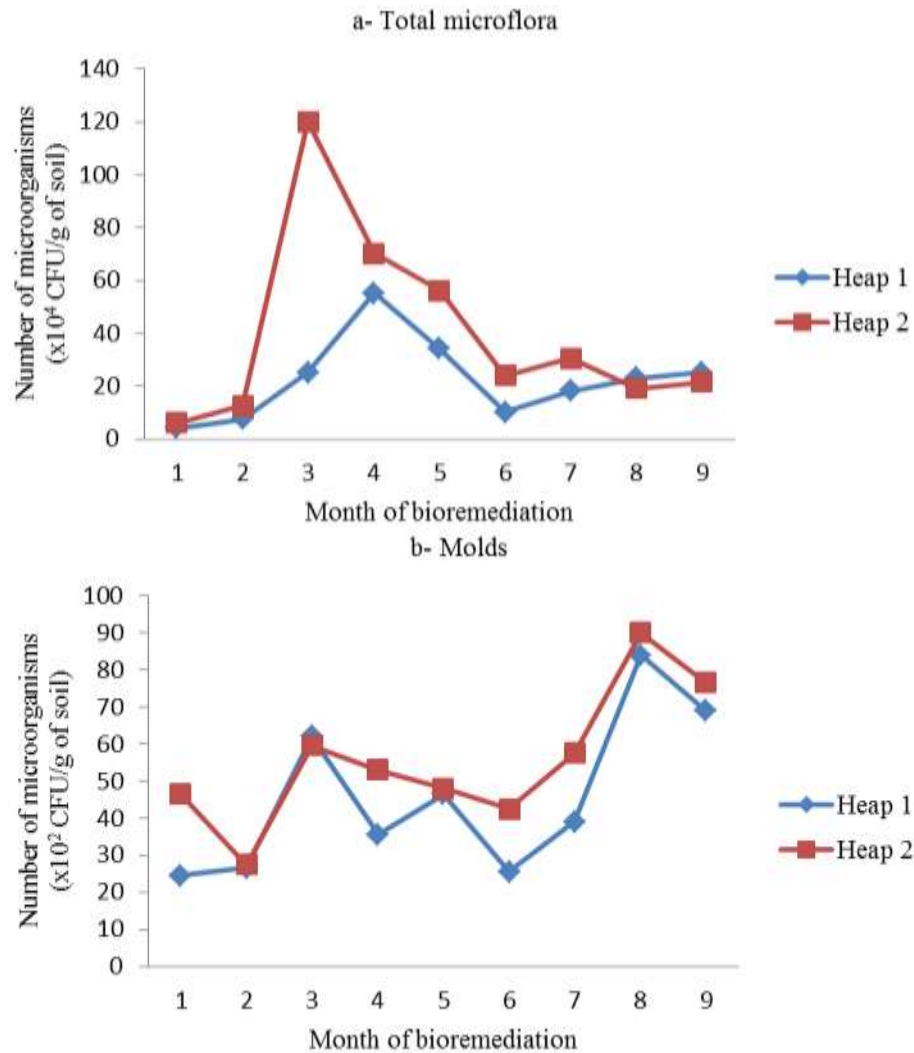 a- Total microflora
140
120
100
80
60
40
20
0
Number of microorganisms
(x10⁴ CFU/g of soil)
1 2 3 4 5 6 7 8 9
Month of bioremediation
Heap 1
Heap 2
b- Molds
100
90
80
70
60
50
40
30
20
10
0
Number of microorganisms
(x10² CFU/g of soil)
1 2 3 4 5 6 7 8 9
Month of bioremediation
Heap 1
Heap 2